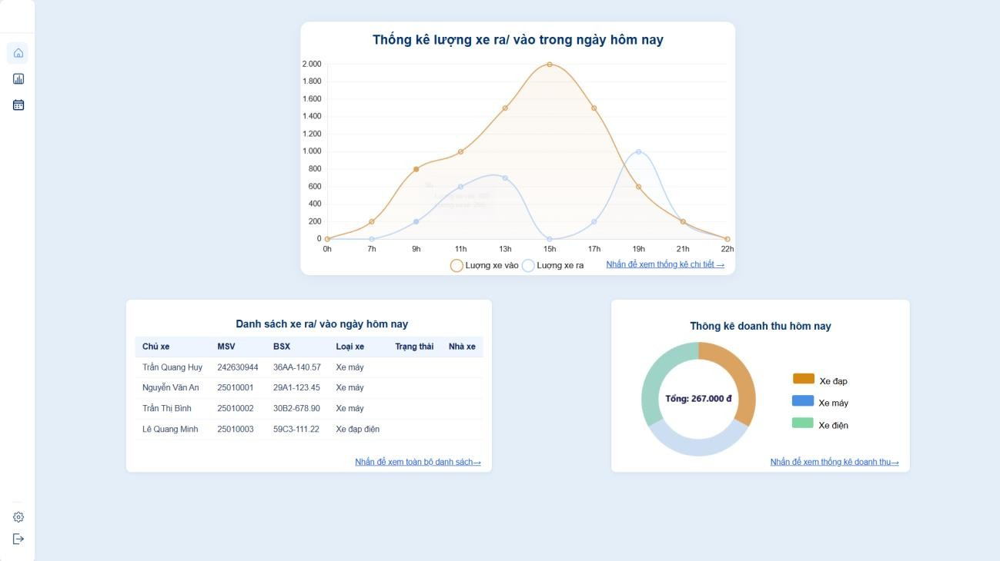 Thống kê lượng xe ra/ vào trong ngày hôm nay
2.000
1.800
1.600
1.400
1.200
1.000
800
600
400
200
0
0h 7h 9h 11h 13h 15h 17h 19h 21h 22h
Lượng xe vào Lượng xe ra Nhấn để xem thống kê chi tiết →
Danh sách xe ra/ vào ngày hôm nay
Chủ xe MSV BSX Loại xe Trạng thái Nhà xe
Trần Quang Huy 242630944 36AA-140.57 Xe máy
Nguyễn Văn An 25010001 29A1-123.45 Xe máy
Trần Thị Bình 25010002 30B2-678.90 Xe máy
Lê Quang Minh 25010003 59C3-111.22 Xe đạp điện
Nhấn để xem toàn bộ danh sách→
Thông kê doanh thu hôm nay
Tổng: 267.000 đ
Xe đạp
Xe máy
Xe điện
Nhấn để xem thống kê doanh thu→